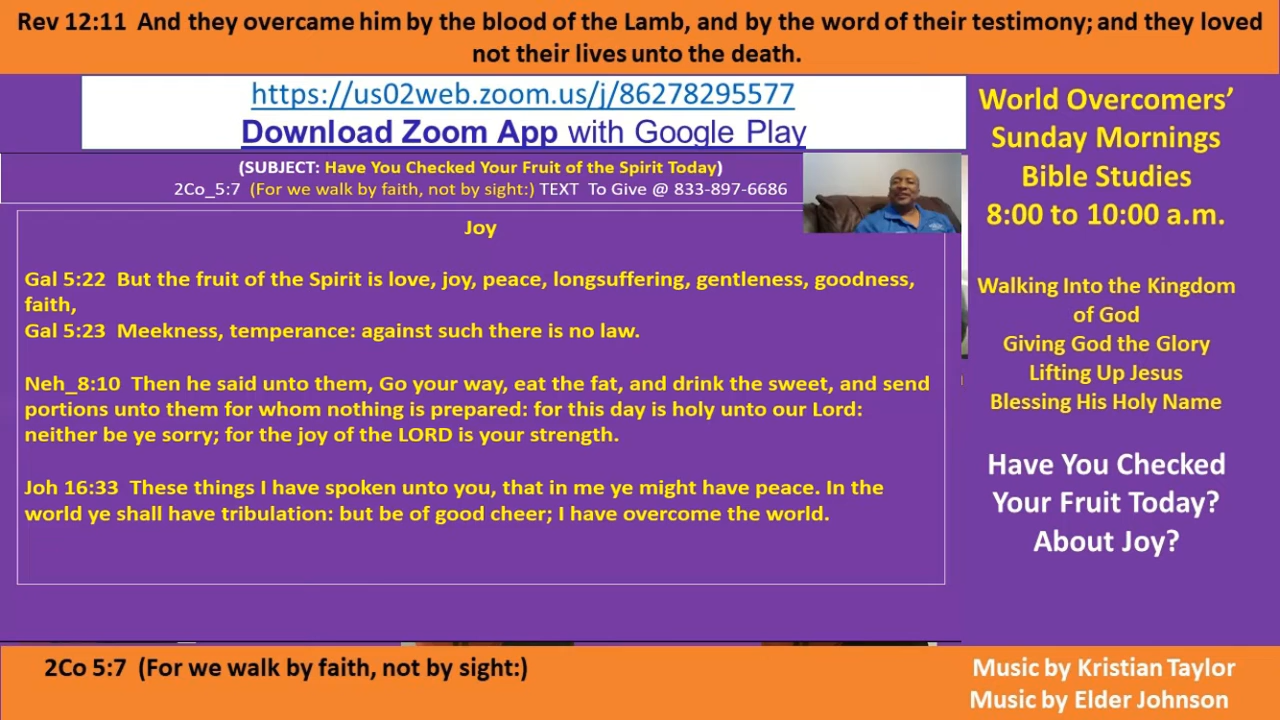 Rev 12:11  And they overcame him by the blood of the Lamb, and by the word of their testimony; and they loved
not their lives unto the death.
https://us02web.zoom.us/j/86278295577
Download Zoom App with Google Play
(SUBJECT: Have You Checked Your Fruit of the Spirit Today)
2Co_5:7  (For we walk by faith, not by sight:) TEXT  To Give @ 833-897-6686
Joy
Gal 5:22  But the fruit of the Spirit is love, joy, peace, longsuffering, gentleness, goodness,
faith,
Gal 5:23  Meekness, temperance: against such there is no law.
Neh_8:10  Then he said unto them, Go your way, eat the fat, and drink the sweet, and send
portions unto them for whom nothing is prepared: for this day is holy unto our Lord:
neither be ye sorry; for the joy of the LORD is your strength.
Joh 16:33  These things I have spoken unto you, that in me ye might have peace. In the
world ye shall have tribulation: but be of good cheer; I have overcome the world.
World Overcomers’
Sunday Mornings
Bible Studies
8:00 to 10:00 a.m.
Walking Into the Kingdom
of God
Giving God the Glory
Lifting Up Jesus
Blessing His Holy Name
Have You Checked
Your Fruit Today?
About Joy?
2Co 5:7  (For we walk by faith, not by sight:)
Music by Kristian Taylor
Music by Elder Johnson